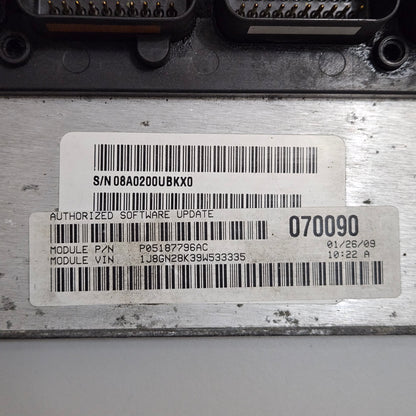 S/N 08A0200UBKX0
AUTHORIZED SOFTWARE UPDATE
070090
MODULE P/N P05187796AC 01/26/09
MODULE VIN 1J8GN28K39W533335 10:22 A